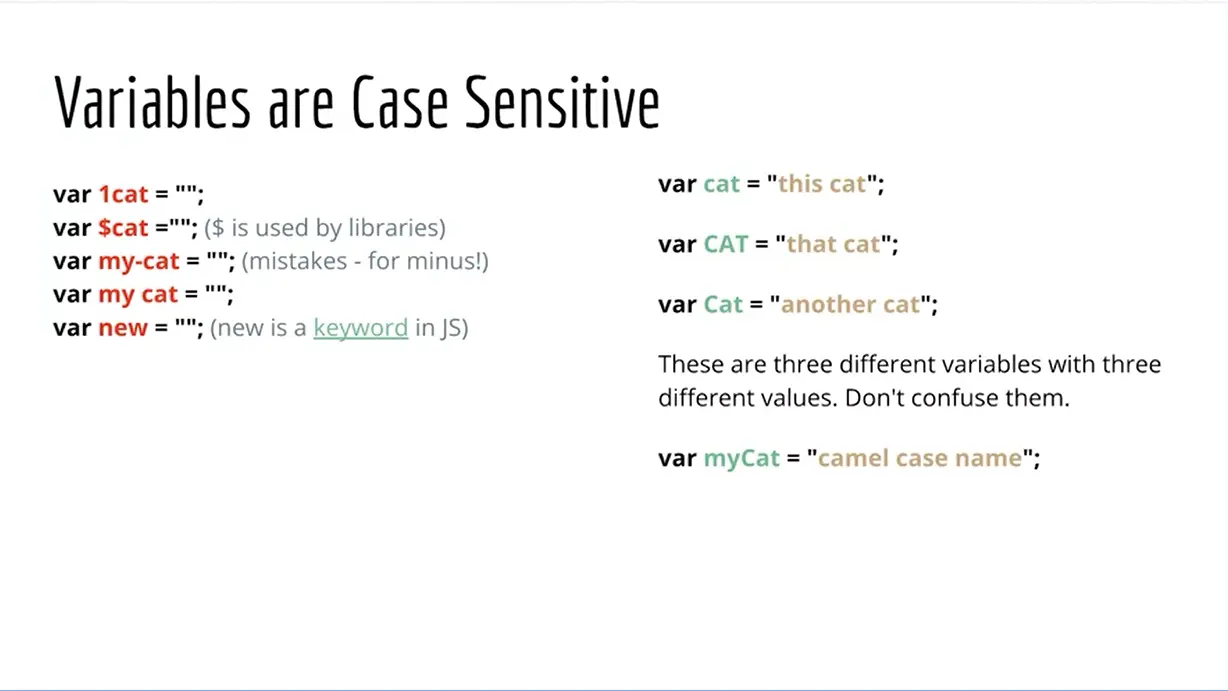 Variables are Case Sensitive
var 1cat = "";
var $cat =""; ($ is used by libraries)
var my-cat = ""; (mistakes - for minus!)
var my cat = "";
var new = ""; (new is a keyword in JS)
var cat = "this cat";
var CAT = "that cat";
var Cat = "another cat";
These are three different variables with three
different values. Don't confuse them.
var myCat = "camel case name";